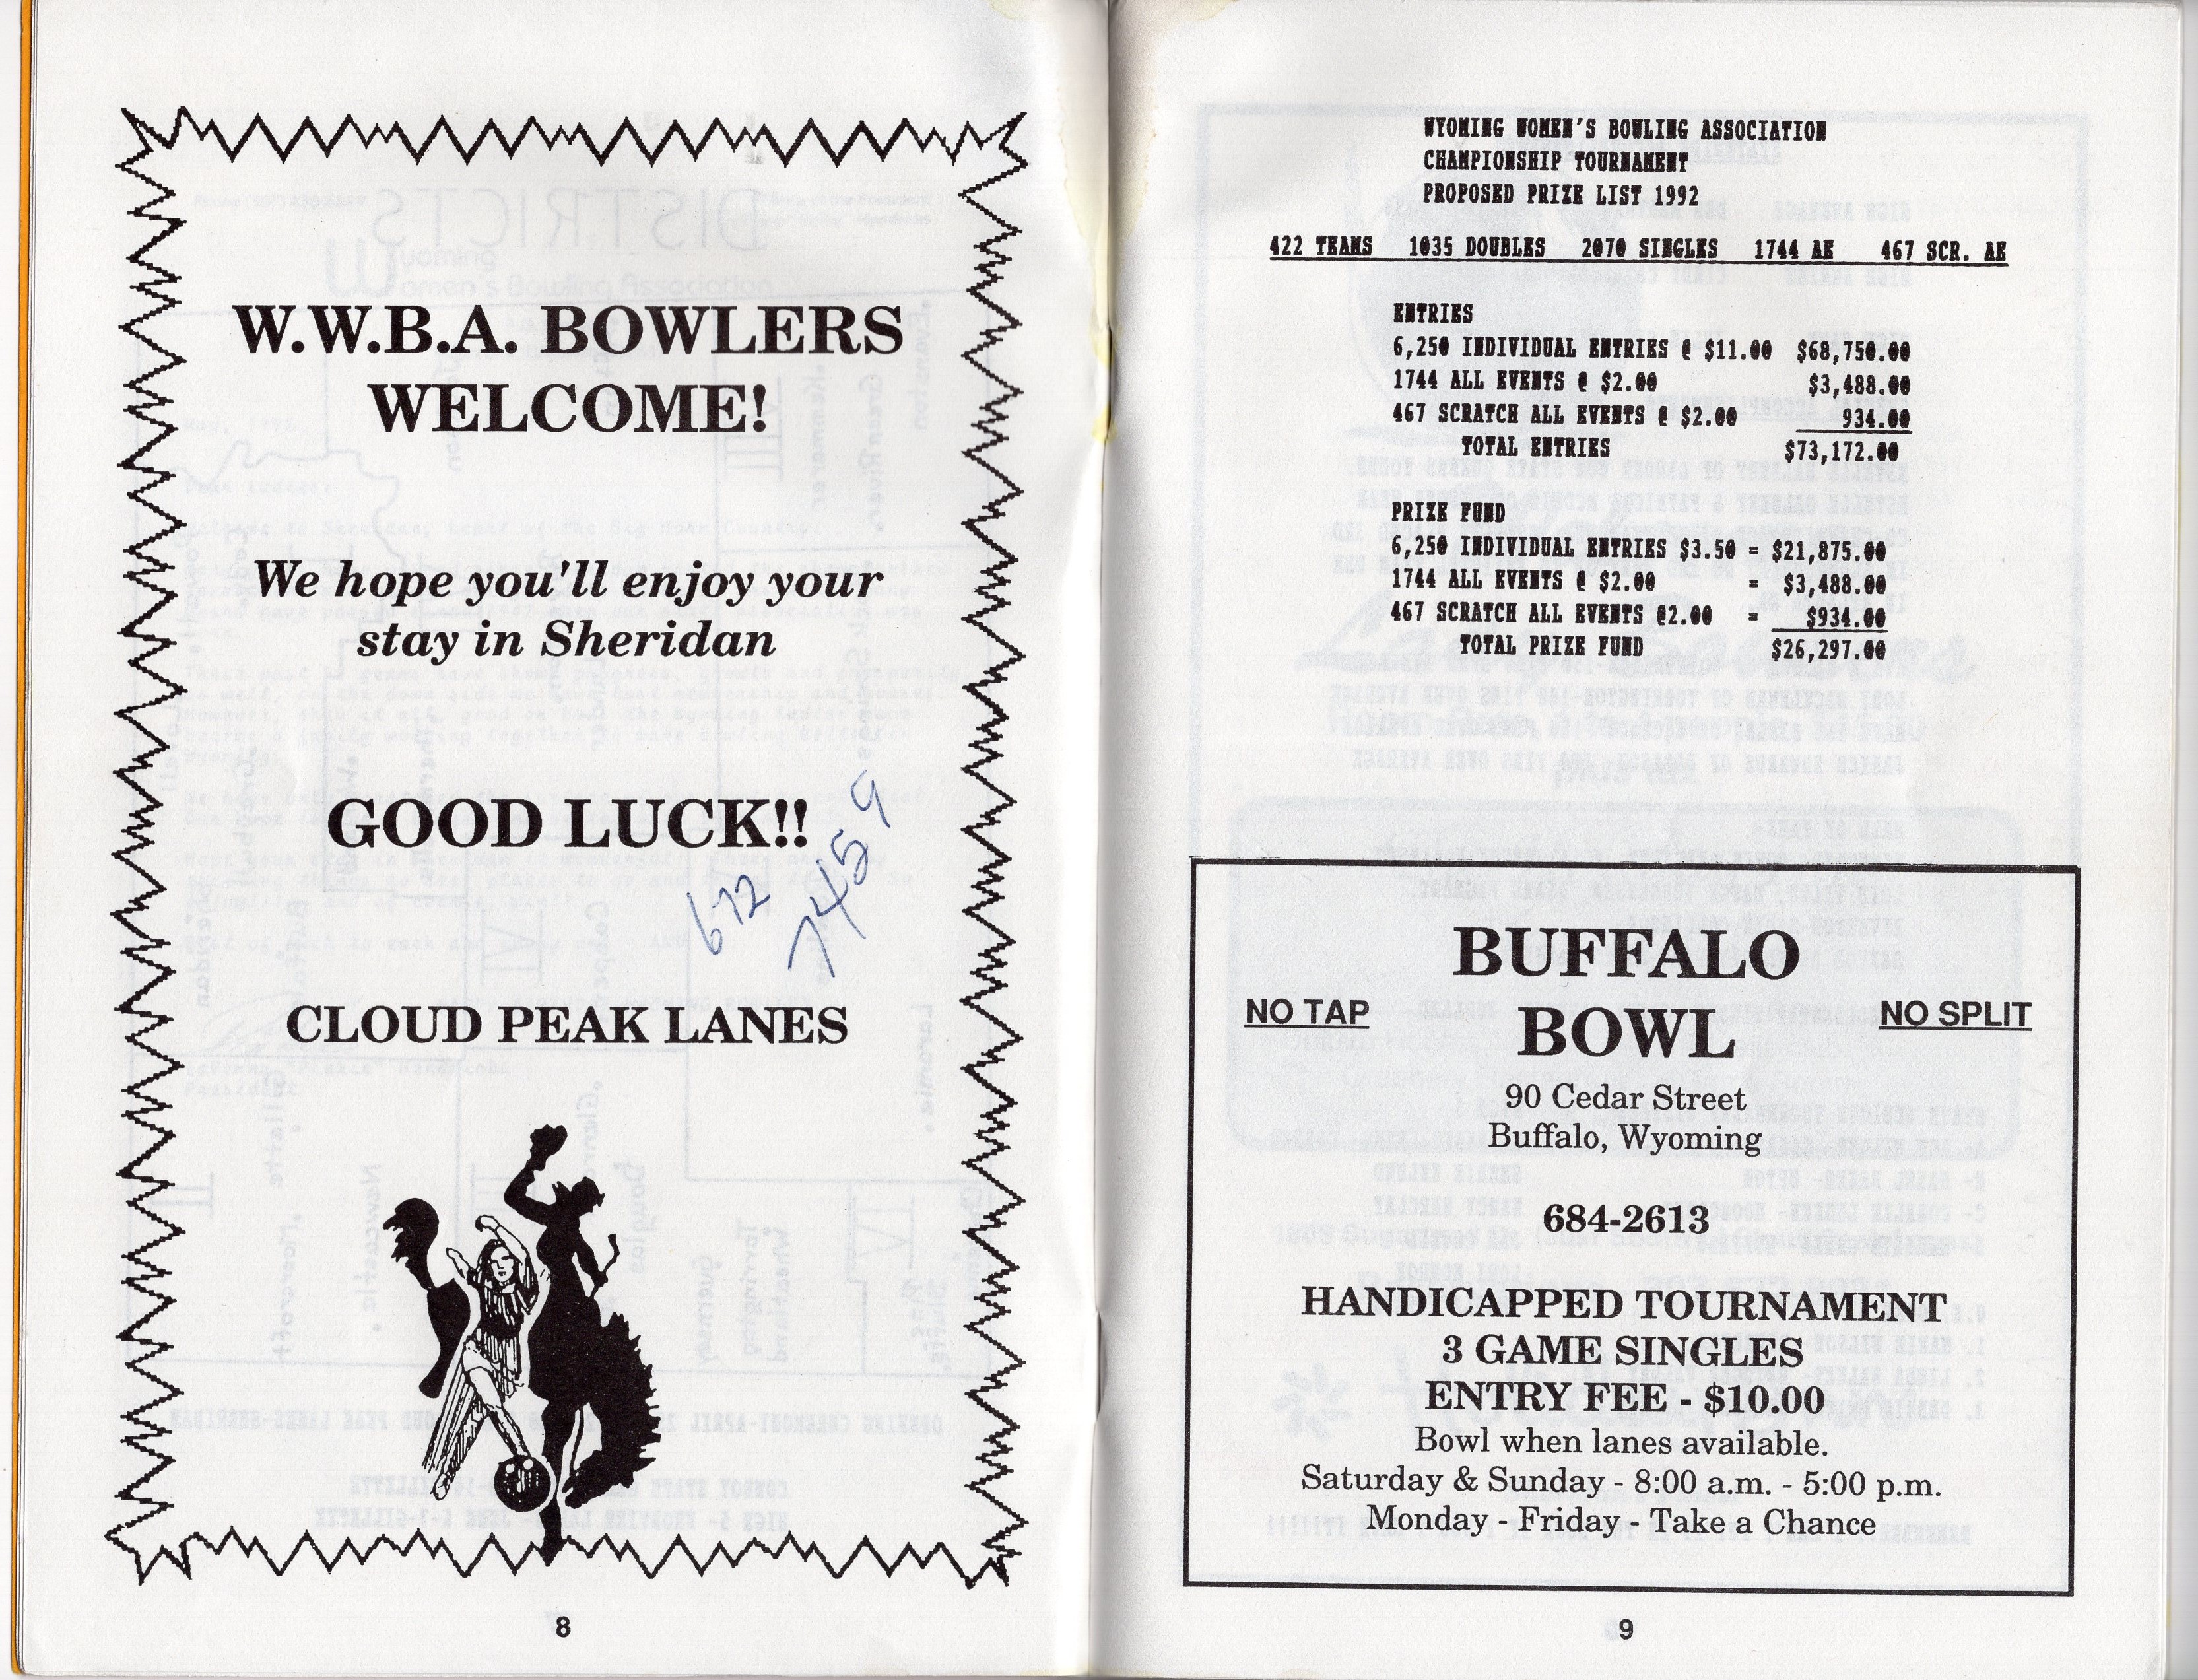 W.W.B.A. BOWLERS
WELCOME!
We hope you'll enjoy your
stay in Sheridan
GOOD LUCK!!
672 7459
CLOUD PEAK LANES
8
WYOMING WOMEN'S BOWLING ASSOCIATION
CHAMPIONSHIP TOURNAMENT
PROPOSED PRIZE LIST 1992
422 TEAMS 1035 DOUBLES 2070 SINGLES 1744 AE 467 SCR. AE
ENTRIES
6,250 INDIVIDUAL ENTRIES @ $11.00 $68,750.00
1744 ALL EVENTS @ $2.00 $3,488.00
467 SCRATCH ALL EVENTS @ $2.00 934.00
TOTAL ENTRIES $73,172.00
PRIZE FUND
6,250 INDIVIDUAL ENTRIES $3.50 = $21,875.00
1744 ALL EVENTS @ $2.00 = $3,488.00
467 SCRATCH ALL EVENTS @2.00 = $934.00
TOTAL PRIZE FUND $26,297.00
BUFFALO
NO TAP BOWL NO SPLIT
90 Cedar Street
Buffalo, Wyoming
684-2613
HANDICAPPED TOURNAMENT
3 GAME SINGLES
ENTRY FEE - $10.00
Bowl when lanes available.
Saturday & Sunday - 8:00 a.m. - 5:00 p.m.
Monday - Friday - Take a Chance
9